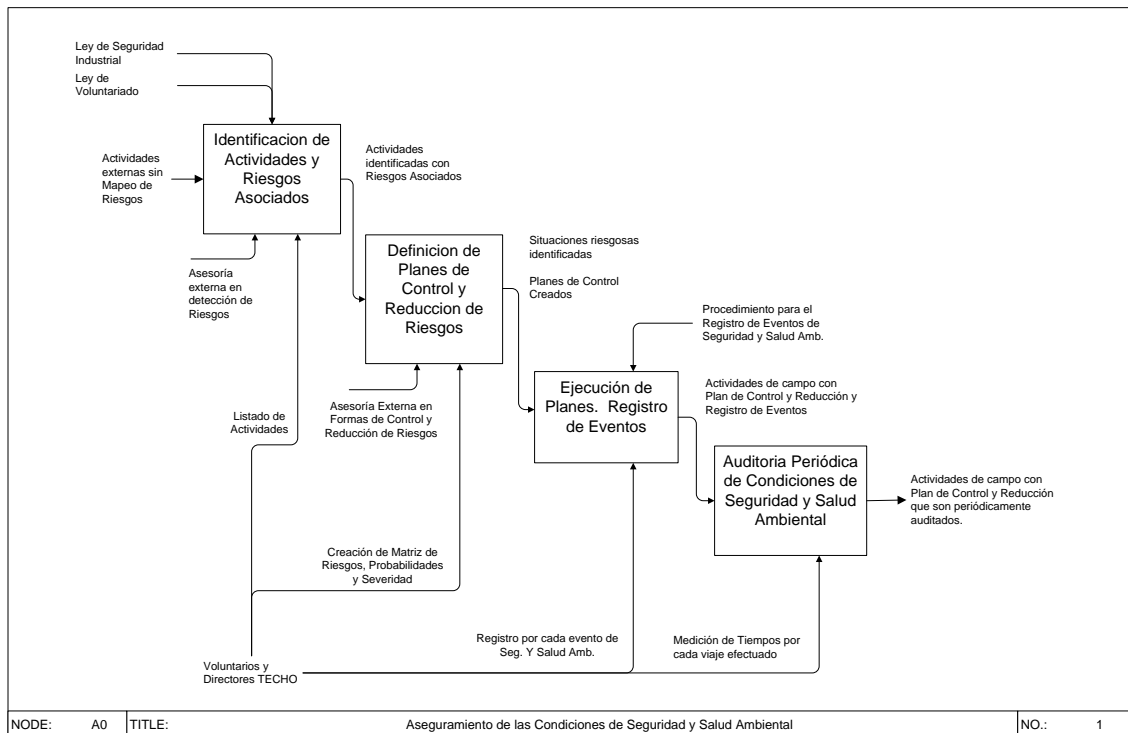 Ley de Seguridad
Industrial
Ley de
Voluntariado
Identificacion de
Actividades y
Riesgos
Asociados
Actividades
externas sin
Mapeo de
Riesgos
Actividades
identificadas con
Riesgos Asociados
Asesoría
externa en
detección de
Riesgos
Definicion de
Planes de
Control y
Reduccion de
Riesgos
Situaciones riesgosas
identificadas
Planes de Control
Creados
Procedimiento para el
Registro de Eventos de
Seguridad y Salud Amb.
Asesoría Externa en
Formas de Control y
Reducción de Riesgos
Ejecución de
Planes. Registro
de Eventos
Actividades de campo con
Plan de Control y Reducción y
Registro de Eventos
Listado de
Actividades
Auditoria Periódica
de Condiciones de
Seguridad y Salud
Ambiental
Actividades de campo con
Plan de Control y Reducción
que son periódicamente
auditados.
Creación de Matriz de
Riesgos, Probabilidades
y Severidad
Registro por cada evento de
Seg. Y Salud Amb.
Medición de Tiempos por
cada viaje efectuado
Voluntarios y
Directores TECHO
NODE: A0 TITLE: Aseguramiento de las Condiciones de Seguridad y Salud Ambiental NO.: 1